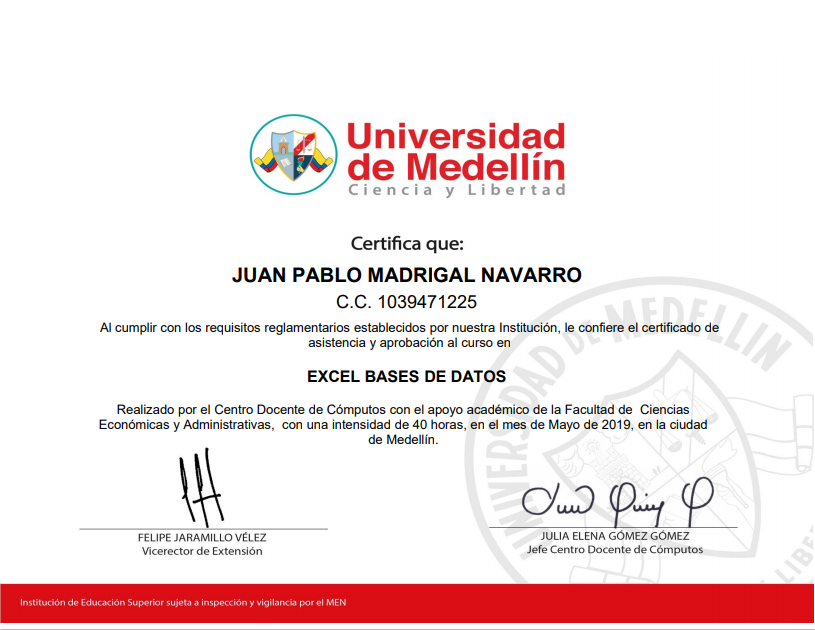 Universidad
de Medellín
Ciencia y Libertad
Certifica que:
JUAN PABLO MADRIGAL NAVARRO
C.C. 1039471225
Al cumplir con los requisitos reglamentarios establecidos por nuestra Institución, le confiere el certificado de
asistencia y aprobación al curso en
EXCEL BASES DE DATOS
Realizado por el Centro Docente de Cómputos con el apoyo académico de la Facultad de Ciencias
Económicas y Administrativas, con una intensidad de 40 horas, en el mes de Mayo de 2019, en la ciudad
de Medellín.
UNIVERSIDAD DE MEDELLIN
FELIPE JARAMILLO VÉLEZ
Vicerector de Extensión
JULIA ELENA GÓMEZ GÓMEZ
Jefe Centro Docente de Cómputos
Institución de Educación Superior sujeta a inspección y vigilancia por el MEN